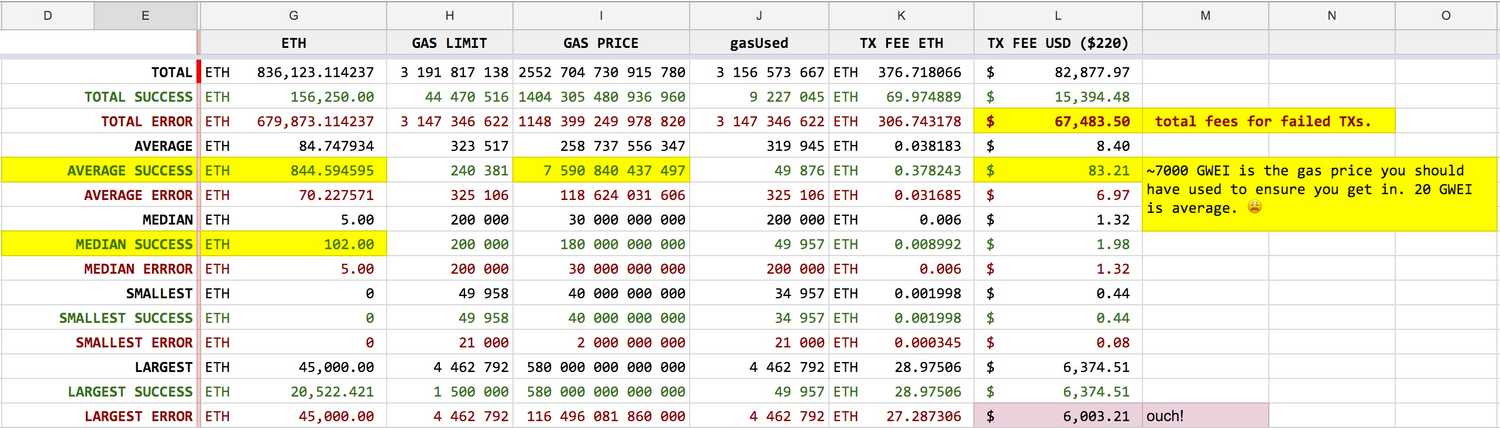 D E G H I J K L M N O
ETH GAS LIMIT GAS PRICE gasUsed TX FEE ETH TX FEE USD ($220)
TOTAL ETH 836,123.114237 3 191 817 138 2552 704 730 915 780 3 156 573 667 ETH 376.718066 $ 82,877.97
TOTAL SUCCESS ETH 156,250.00 44 470 516 1404 305 480 936 960 9 227 045 ETH 69.974889 $ 15,394.48
TOTAL ERROR ETH 679,873.114237 3 147 346 622 1148 399 249 978 820 3 147 346 622 ETH 306.743178 $ 67,483.50 total fees for failed TXs.
AVERAGE ETH 84.747934 323 517 258 737 556 347 319 945 ETH 0.038183 $ 8.40
AVERAGE SUCCESS ETH 844.594595 240 381 7 590 840 437 497 49 876 ETH 0.378243 $ 83.21 ~7000 GWEI is the gas price you should
AVERAGE ERROR ETH 70.227571 325 106 118 624 031 606 325 106 ETH 0.031685 $ 6.97 have used to ensure you get in. 20 GWEI
MEDIAN ETH 5.00 200 000 30 000 000 000 200 000 ETH 0.006 $ 1.32 is average. 😩
MEDIAN SUCCESS ETH 102.00 200 000 180 000 000 000 49 957 ETH 0.008992 $ 1.98
MEDIAN ERRROR ETH 5.00 200 000 30 000 000 000 200 000 ETH 0.006 $ 1.32
SMALLEST ETH 0 49 958 40 000 000 000 34 957 ETH 0.001998 $ 0.44
SMALLEST SUCCESS ETH 0 49 958 40 000 000 000 34 957 ETH 0.001998 $ 0.44
SMALLEST ERROR ETH 0 21 000 2 000 000 000 21 000 ETH 0.000345 $ 0.08
LARGEST ETH 45,000.00 4 462 792 580 000 000 000 000 4 462 792 ETH 28.97506 $ 6,374.51
LARGEST SUCCESS ETH 20,522.421 1 500 000 580 000 000 000 000 49 957 ETH 28.97506 $ 6,374.51
LARGEST ERROR ETH 45,000.00 4 462 792 116 496 081 860 000 4 462 792 ETH 27.287306 $ 6,003.21 ouch!